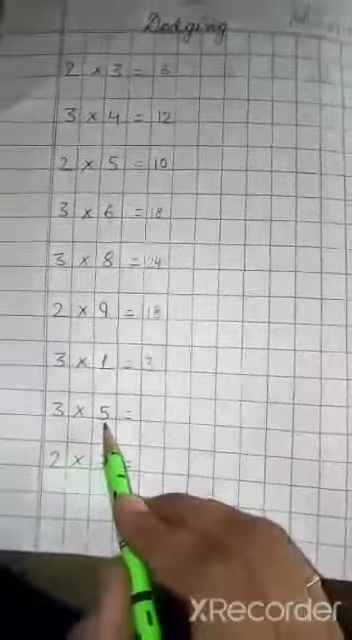 Dodging
2 × 3 = 6
3 × 4 = 12
2 × 5 = 10
3 × 6 = 18
3 × 8 = 24
2 × 9 = 18
3 × 1 = 3
3 × 5 =
2 × =
XRecorder